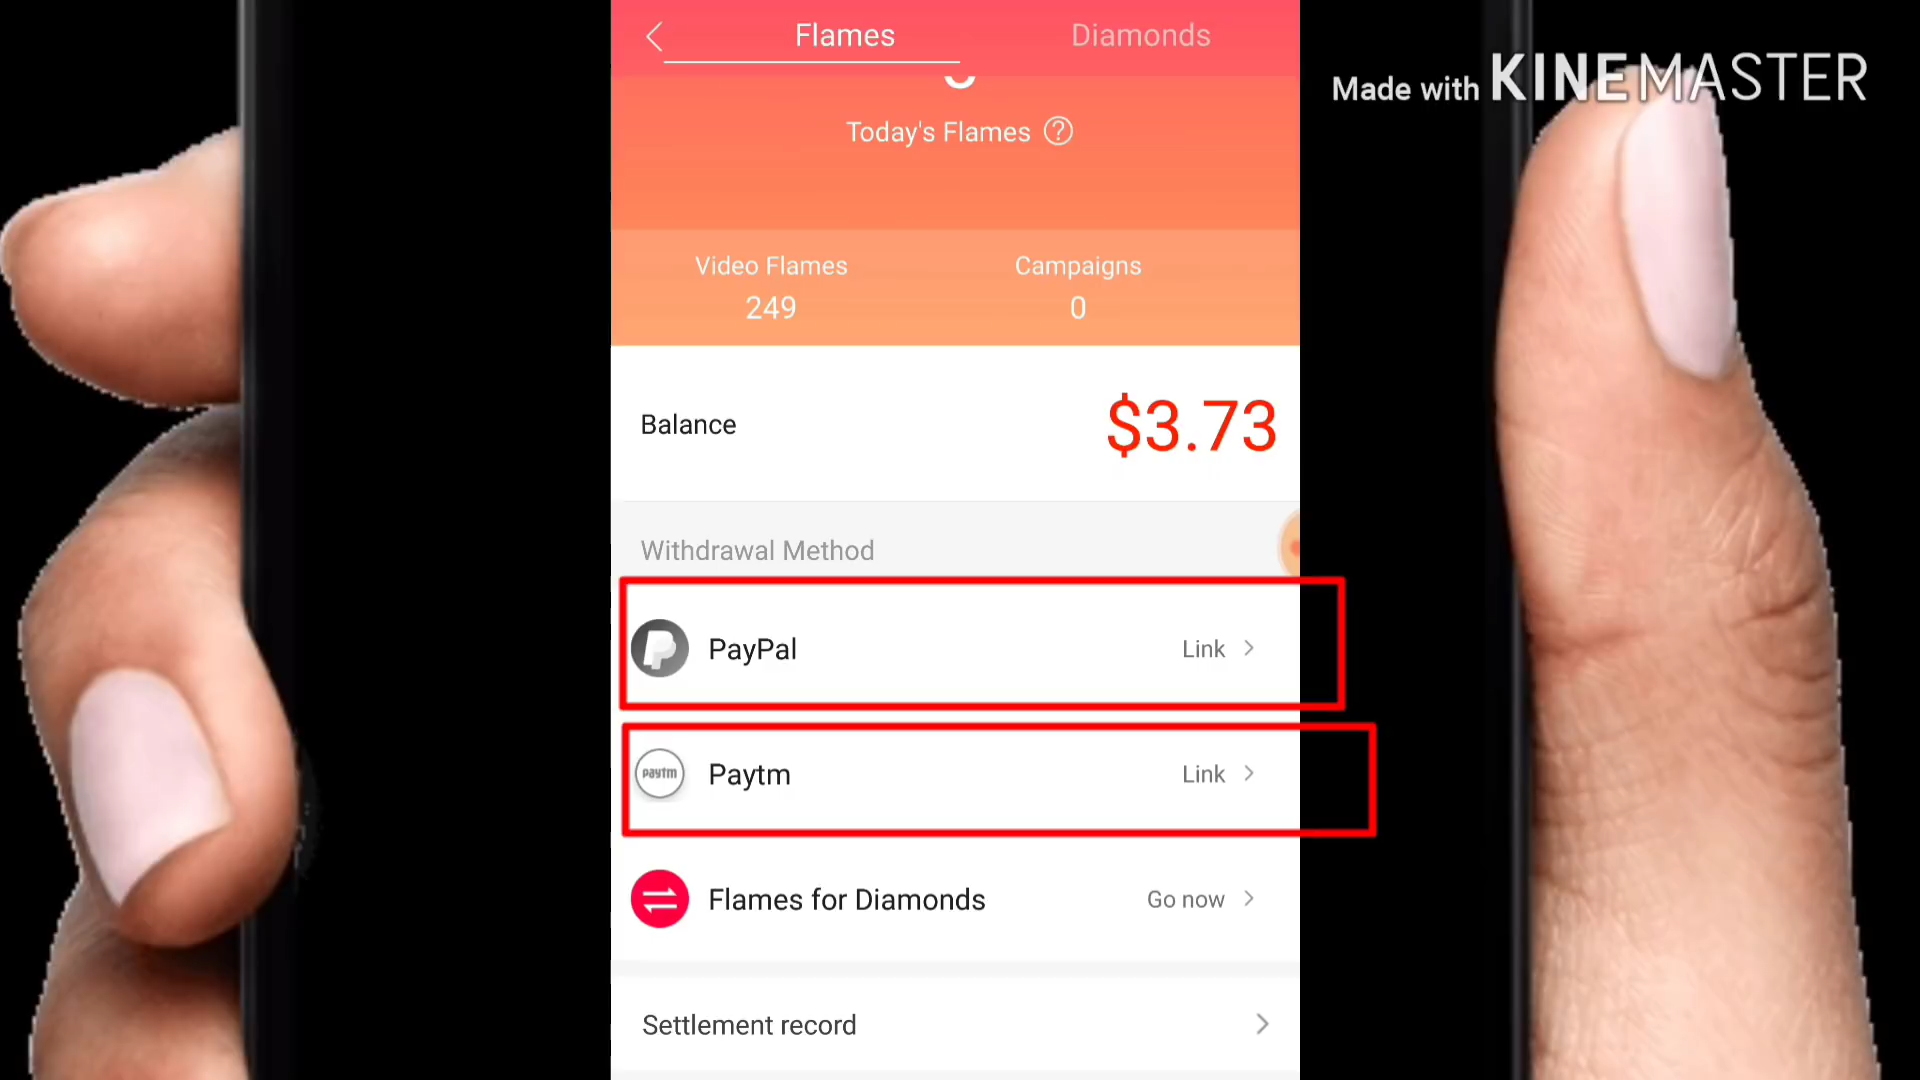 Flames
Diamonds
Made with KINEMASTER
Today's Flames ?
Video Flames
Campaigns
249
0
Balance
$3.73
Withdrawal Method
PayPal
Link
paytm
Paytm
Link
Flames for Diamonds
Go now
Settlement record